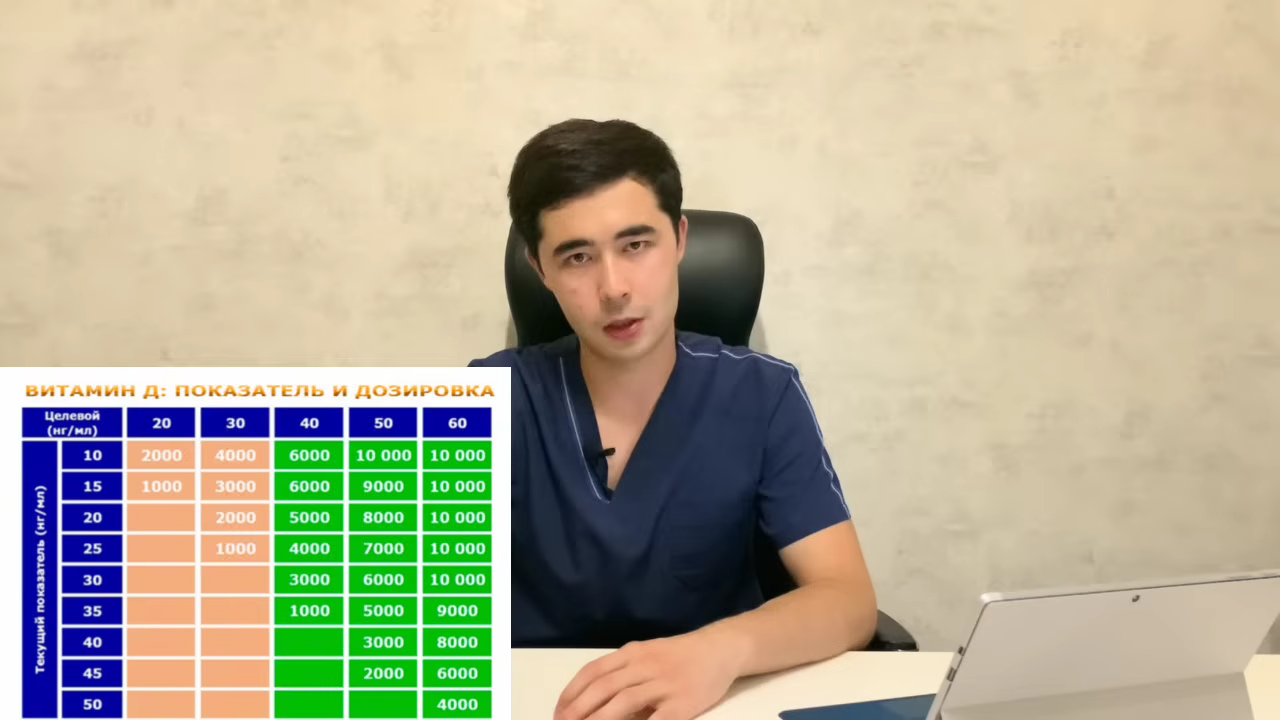 ВИТАМИН Д: ПОКАЗАТЕЛЬ И ДОЗИРОВКА
Целевой (нг/мл) 20 30 40 50 60
Текущий показатель (нг/мл)
10 2000 4000 6000 10 000 10 000
15 1000 3000 6000 9000 10 000
20 2000 5000 8000 10 000
25 1000 4000 7000 10 000
30 3000 6000 10 000
35 1000 5000 9000
40 3000 8000
45 2000 6000
50 4000